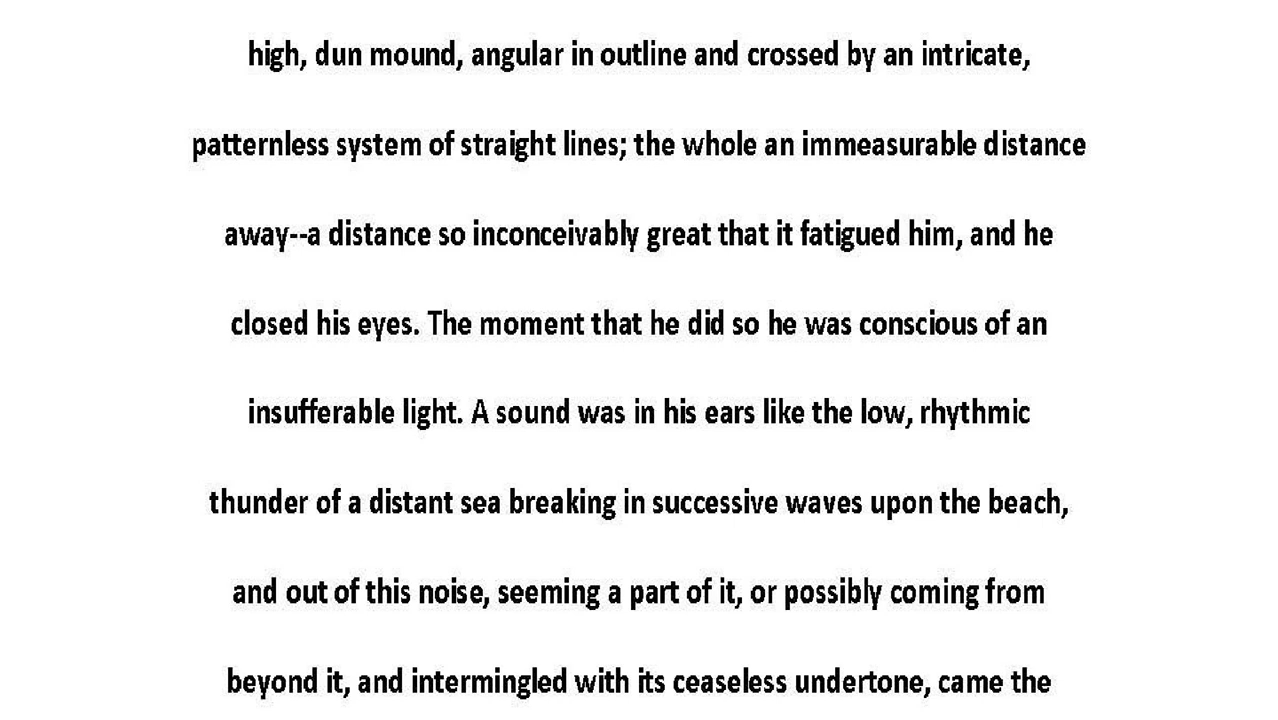 high, dun mound, angular in outline and crossed by an intricate,
patternless system of straight lines; the whole an immeasurable distance
away--a distance so inconceivably great that it fatigued him, and he
closed his eyes. The moment that he did so he was conscious of an
insufferable light. A sound was in his ears like the low, rhythmic
thunder of a distant sea breaking in successive waves upon the beach,
and out of this noise, seeming a part of it, or possibly coming from
beyond it, and intermingled with its ceaseless undertone, came the